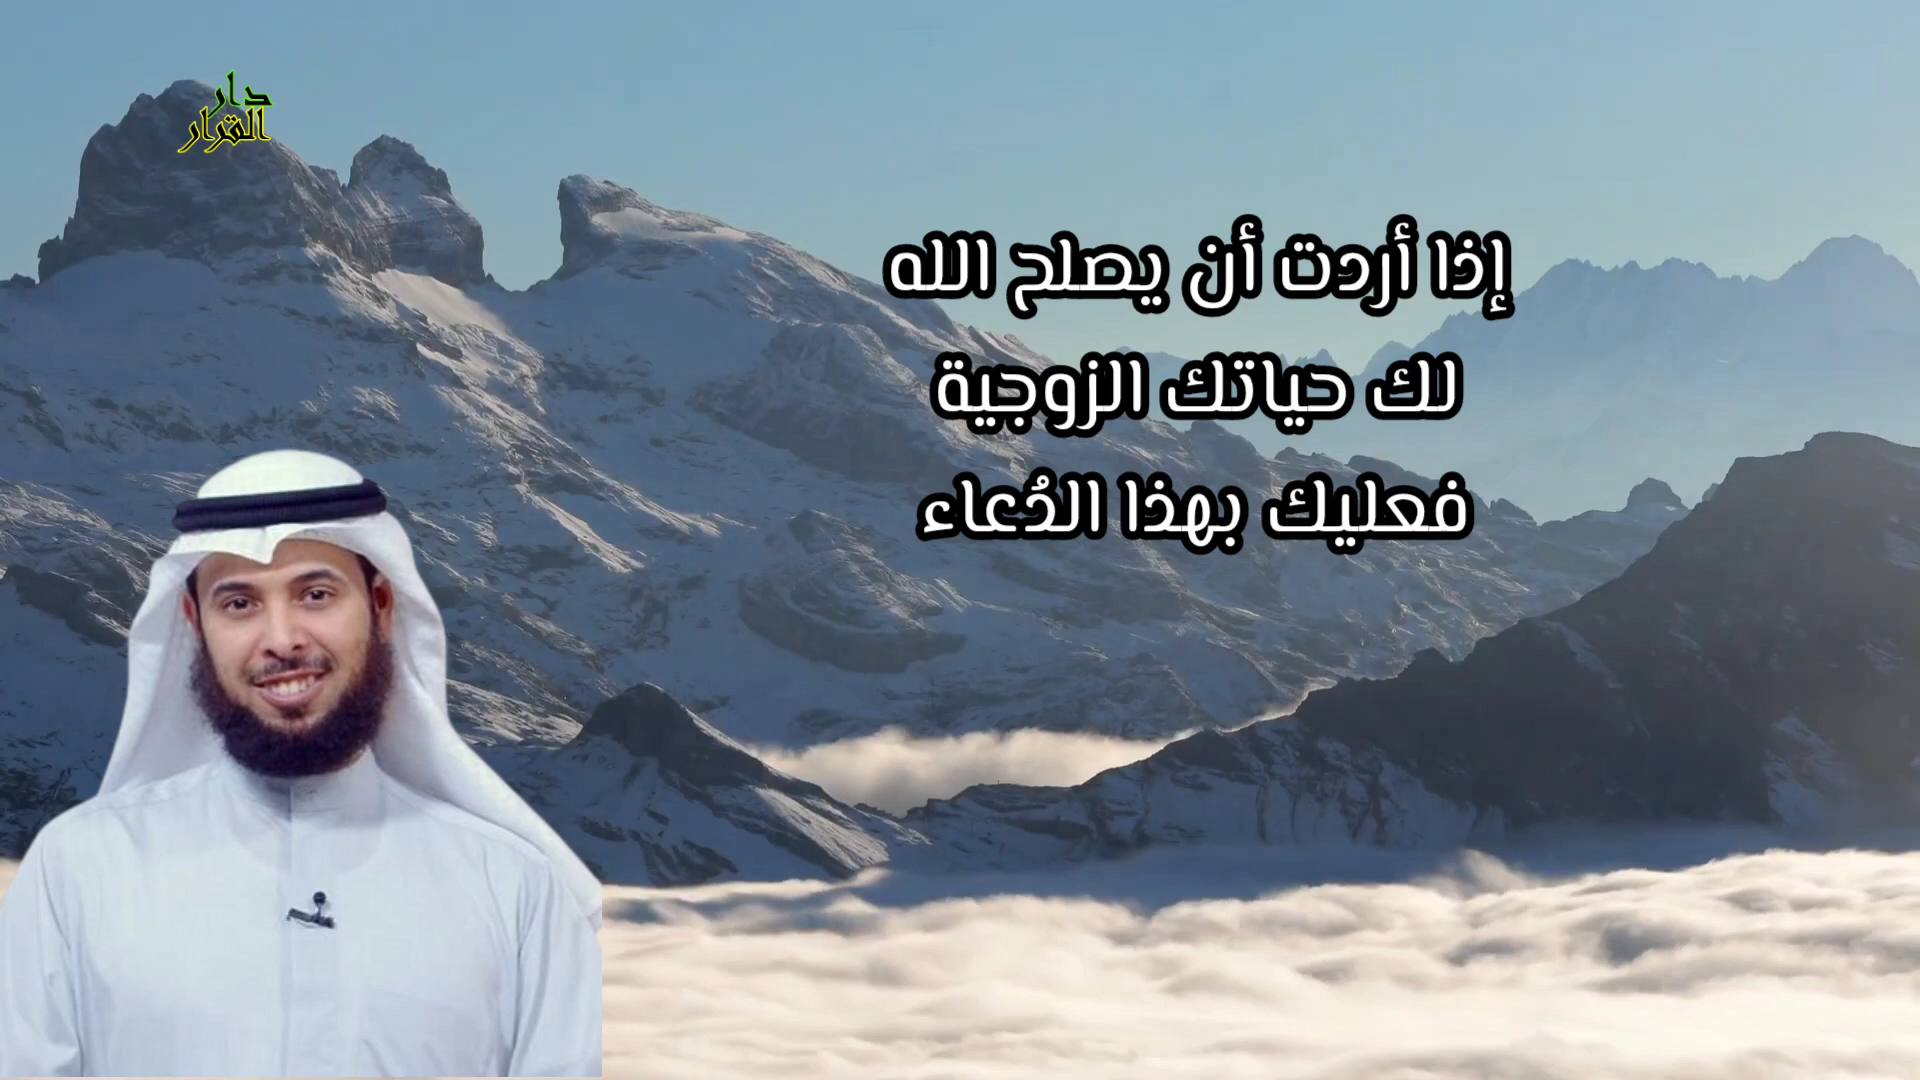 دار
القرار
إذا أردت أن يصلح الله
لك حياتك الزوجية
فعليك بهذا الدُعاء